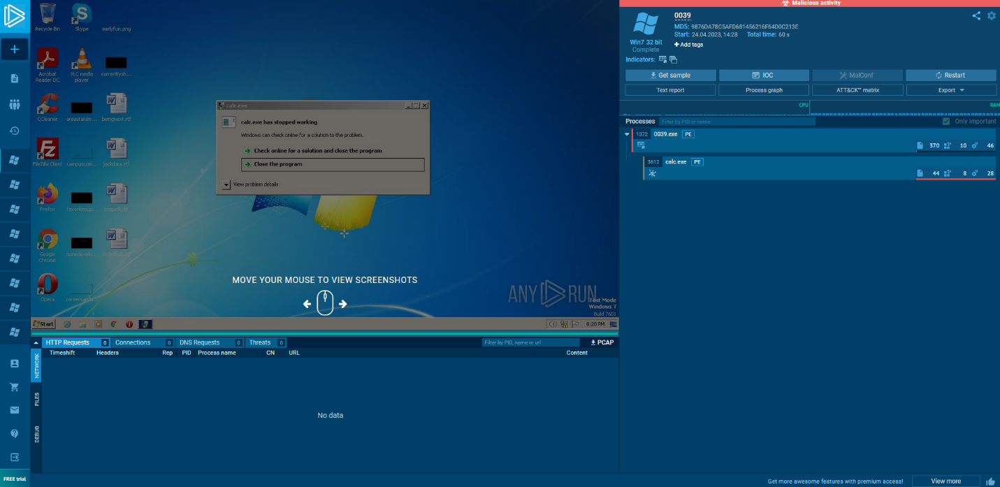 Malicious activity
0039
MD5: 9876DA78C5AFD681456216F64D0C213E
Start: 24.04.2023, 14:28 Total time: 60 s
+ Add tags
Win7 32 bit
Complete
Indicators:
Get sample
IOC
MalConf
Restart
Text report
Process graph
ATT&CK™ matrix
Export
CPU
RAM
Processes
Filter by PID or name
Only important
1372 0039.exe PE
370 10 46
3612 calc.exe PE
44 8 28
Recycle Bin
Skype
earlyfun.png
Acrobat Reader DC
VLC media player
currentlysh...
CCleaner
areastaken...
beingnext.rtf
FileZilla Client
campuscom...
jackdata.rtf
Firefox
favoritesup...
toojunk.rtf
Google Chrome
Opera
calc.exe
calc.exe has stopped working
Windows can check online for a solution to the problem.
Check online for a solution and close the program
Close the program
View problem details
MOVE YOUR MOUSE TO VIEW SCREENSHOTS
ANY RUN
Test Mode
Windows 7
Build 7601
Start
8:28 PM
HTTP Requests 0
Connections 0
DNS Requests 0
Threats 0
Filter by PID, name or url
PCAP
Timeshift Headers Rep PID Process name CN URL Content
NETWORK
FILES
DEBUG
No data
FREE trial
Get more awesome features with premium access!
View more